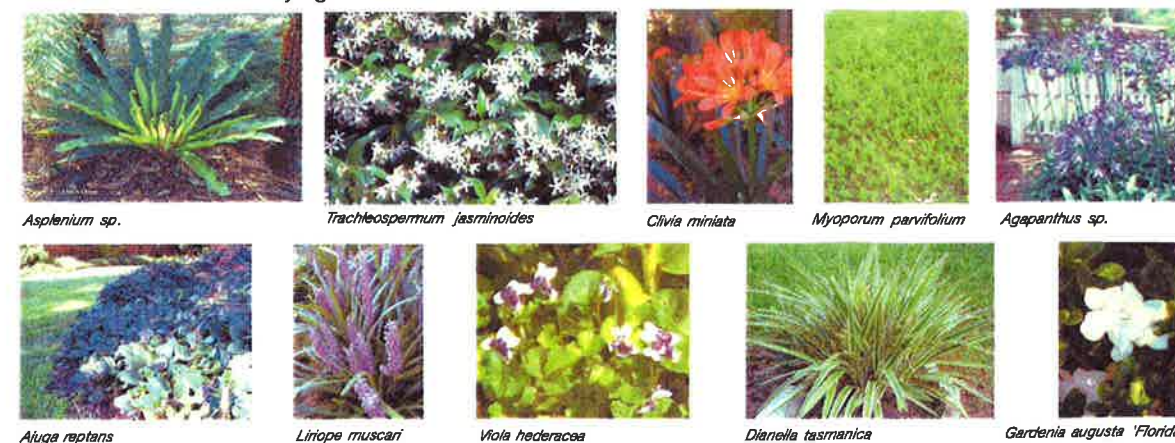 Asplenium sp.
Trachleospermum jasminoides
Clivia miniata
Myoporum parvifolium
Agapanthus sp.
Ajuga reptans
Liriope muscari
Viola hederacea
Dianella tasmanica
Gardenia augusta 'Florid